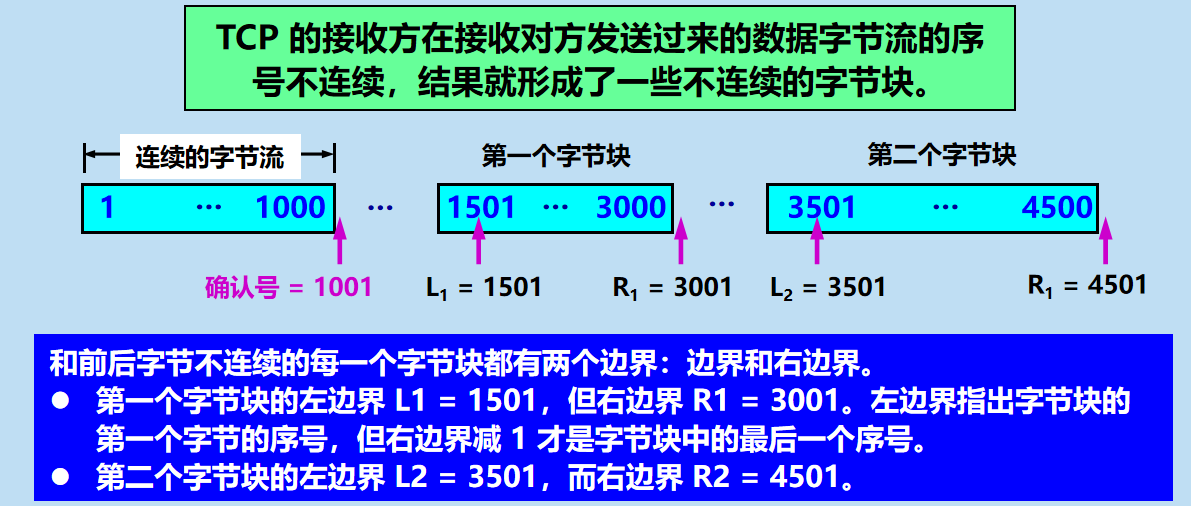 TCP 的接收方在接收对方发送过来的数据字节流的序
号不连续，结果就形成了一些不连续的字节块。
连续的字节流
第一个字节块
第二个字节块
1 … 1000 … 1501 … 3000 … 3501 … 4500
确认号 = 1001
L1 = 1501
R1 = 3001
L2 = 3501
R1 = 4501
和前后字节不连续的每一个字节块都有两个边界：边界和右边界。
● 第一个字节块的左边界 L1 = 1501，但右边界 R1 = 3001。左边界指出字节块的
第一个字节的序号，但右边界减 1 才是字节块中的最后一个序号。
● 第二个字节块的左边界 L2 = 3501，而右边界 R2 = 4501。